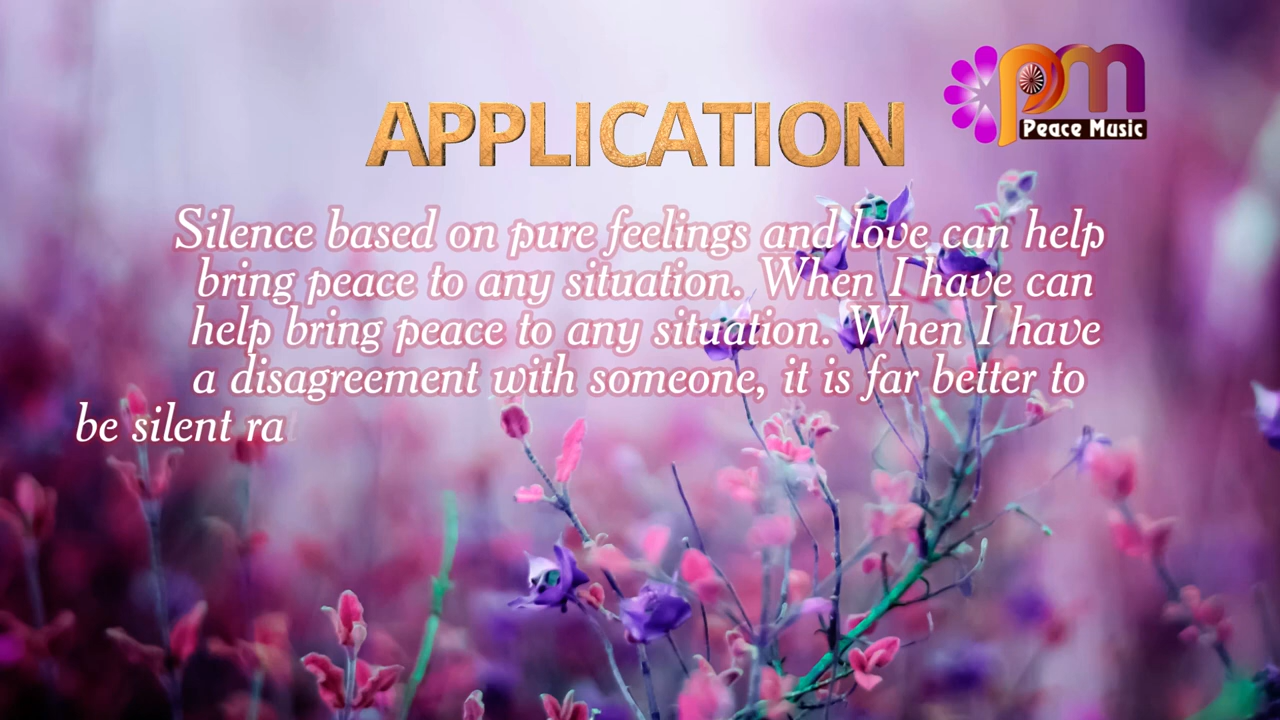 pm
Peace Music
APPLICATION
Silence based on pure feelings and love can help
bring peace to any situation. When I have can
help bring peace to any situation. When I have
a disagreement with someone, it is far better to
be silent ra